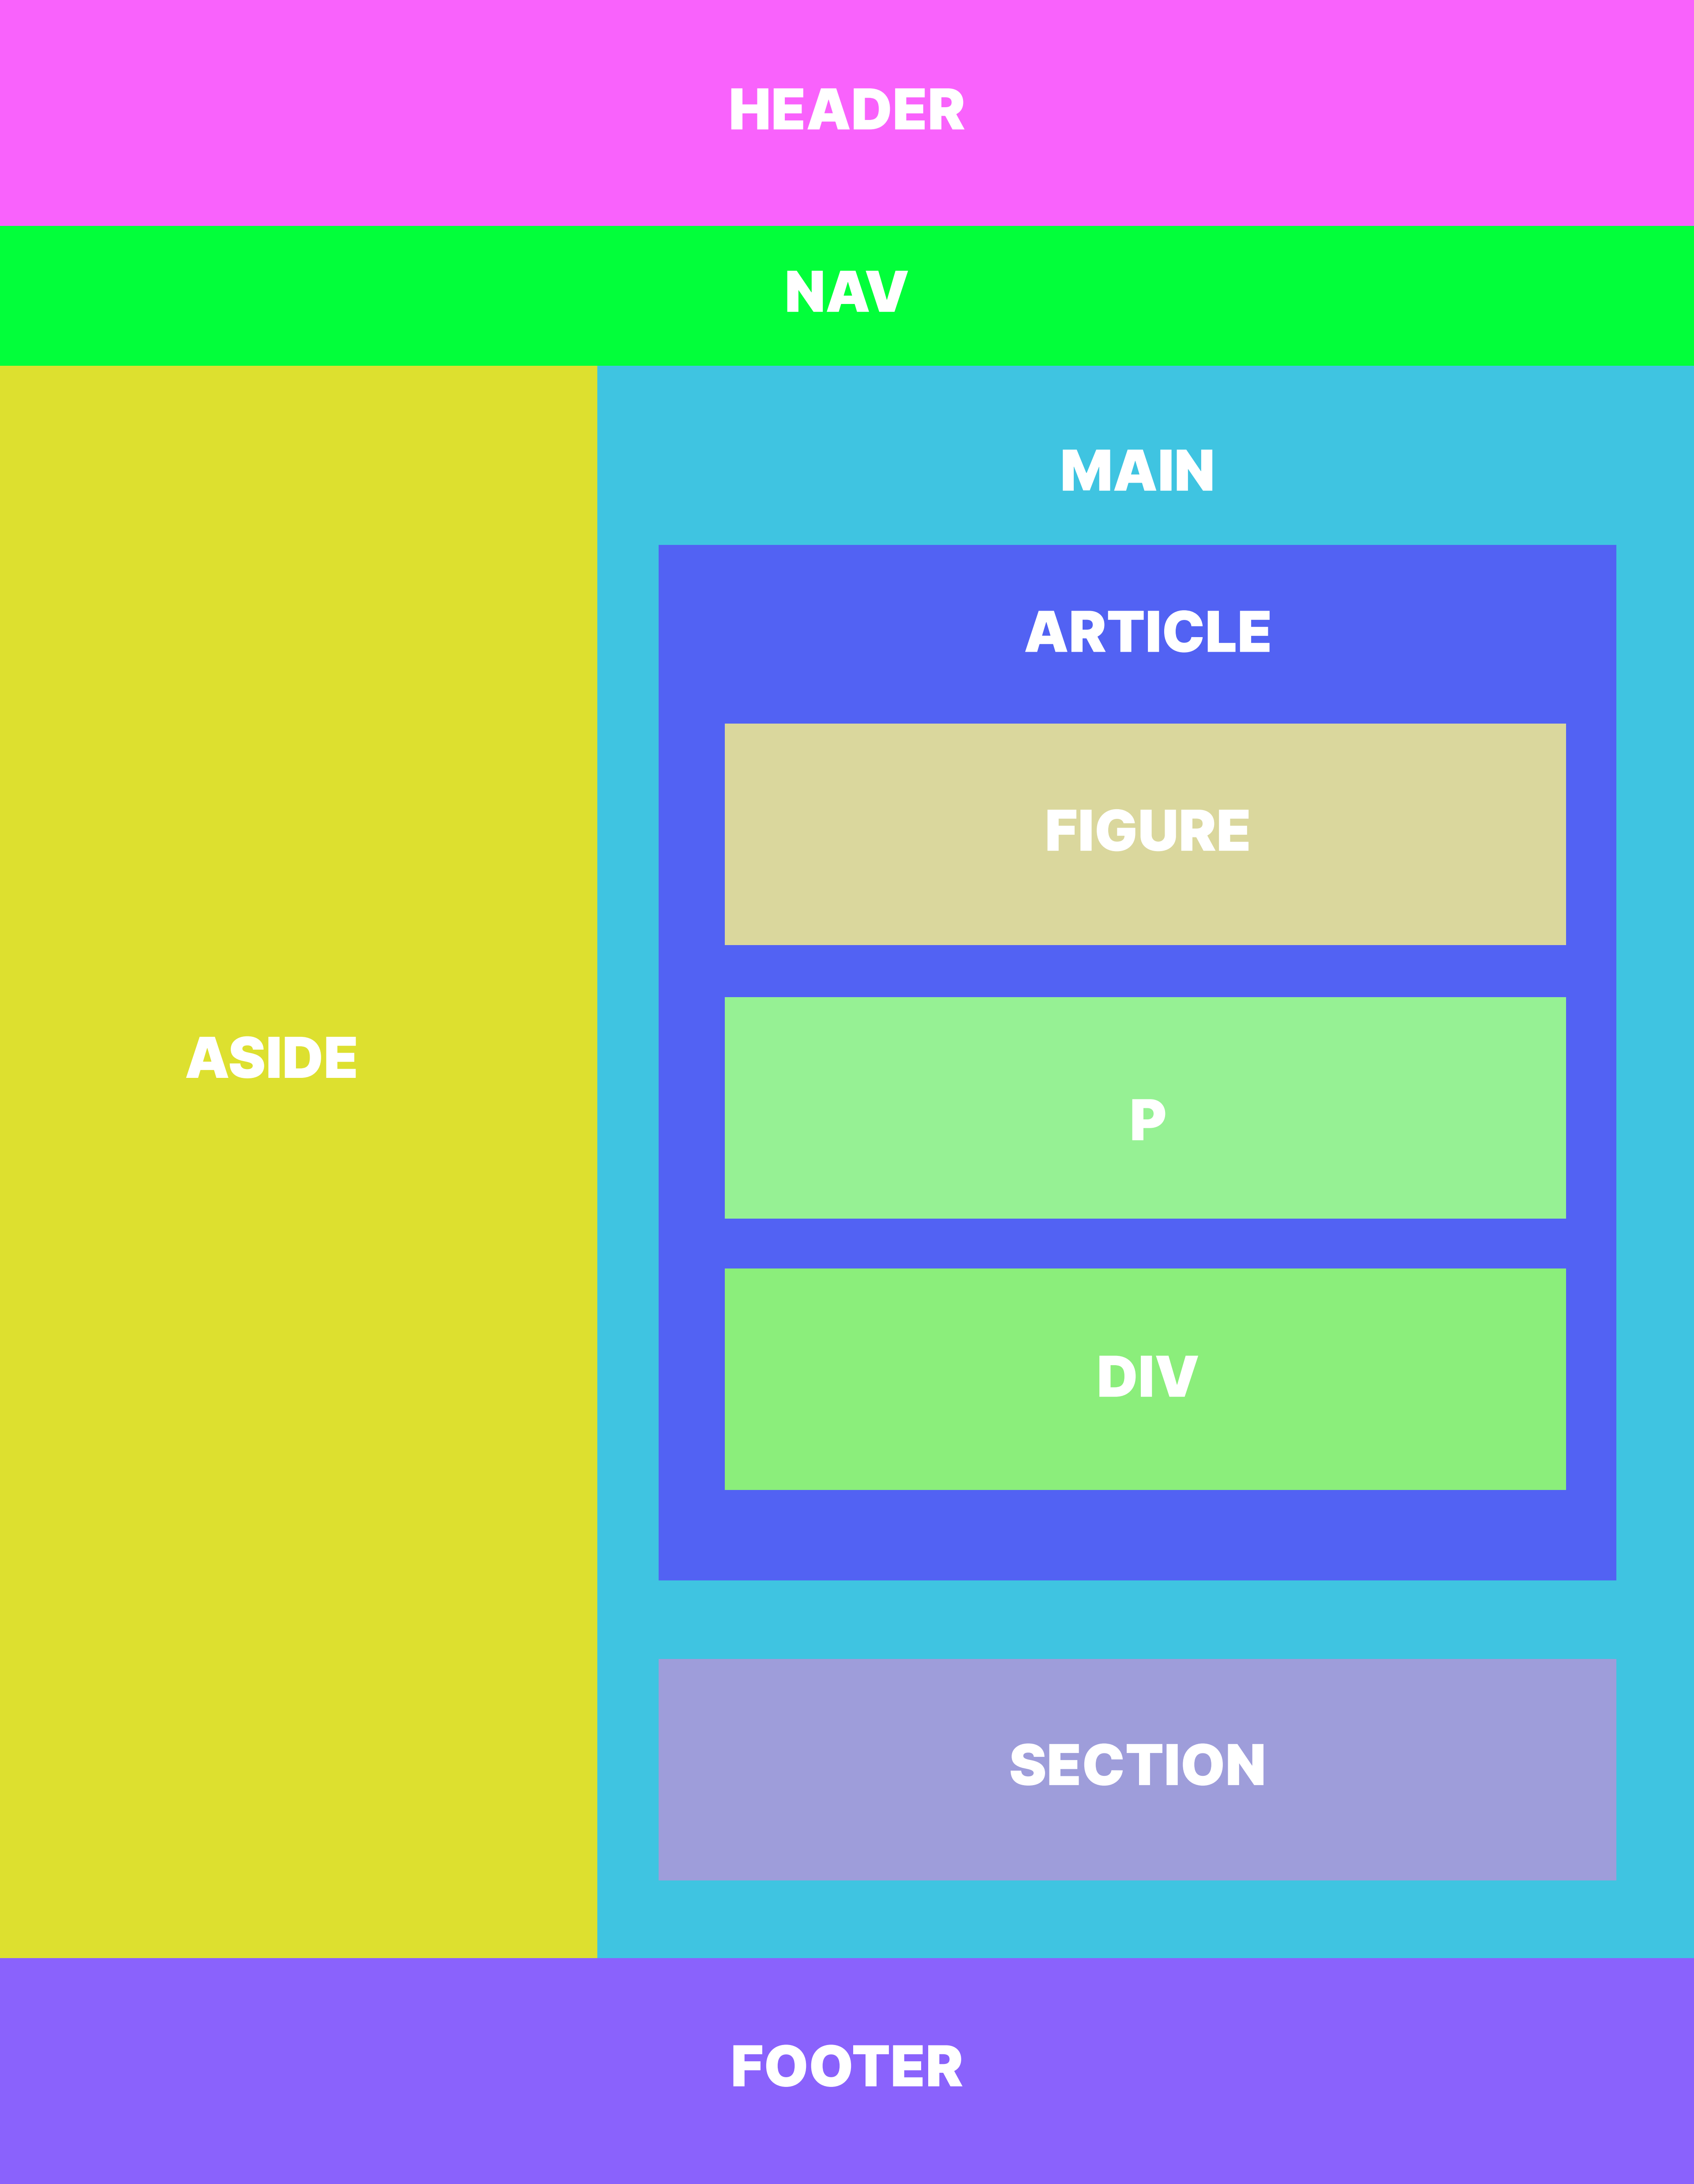 HEADER
NAV
ASIDE
MAIN
ARTICLE
FIGURE
P
DIV
SECTION
FOOTER